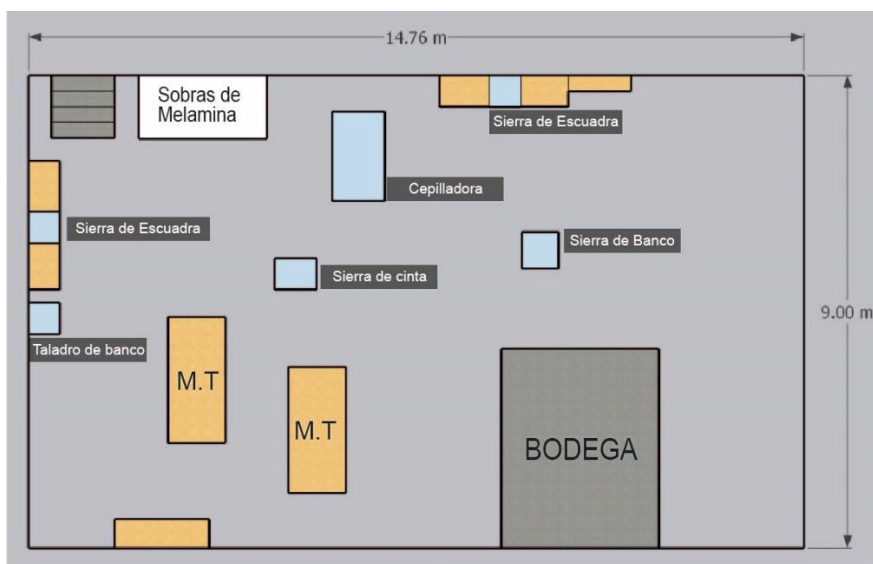 14.76 m
Sobras de
Melamina
Sierra de Escuadra
Cepilladora
Sierra de Escuadra
Sierra de Banco
Sierra de cinta
9.00 m
Taladro de banco
M.T
M.T
BODEGA